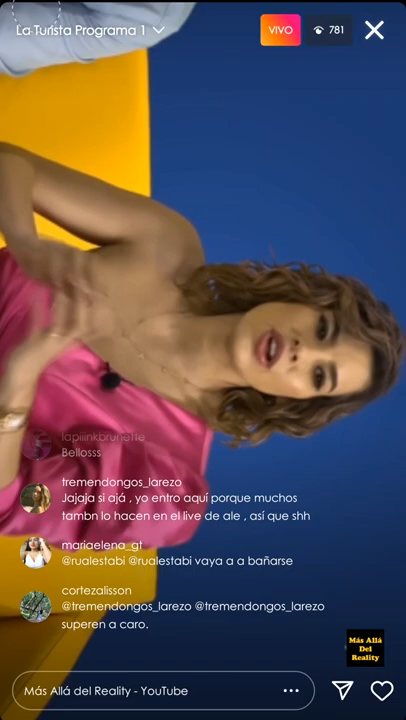 La Turista Programa 1
VIVO
781
lapiiinkbrunette
Bellosss
tremendongos_larezo
Jajaja si ajá , yo entro aquí porque muchos
tambn lo hacen en el live de ale , así que shh
mariaelena_gt
@rualestabi @rualestabi vaya a a bañarse
cortezalisson
@tremendongos_larezo @tremendongos_larezo
superen a caro.
Más Allá
Del
Reality
Más Allá del Reality - YouTube